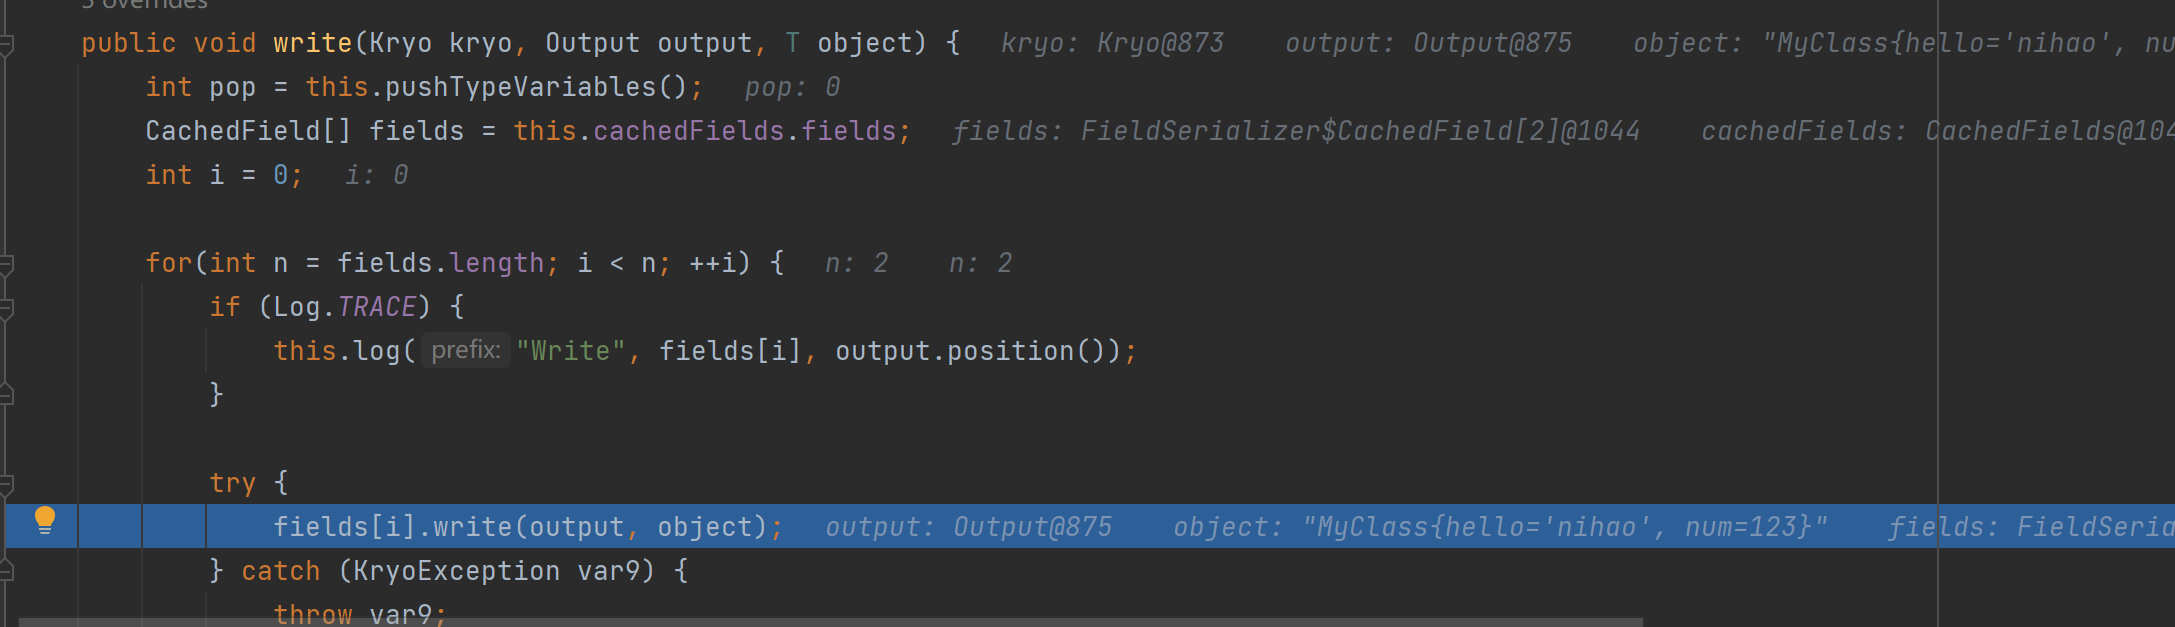 5 overrides
public void write(Kryo kryo, Output output, T object) { kryo: Kryo@873 output: Output@875 object: "MyClass{hello='nihao', nu
int pop = this.pushTypeVariables(); pop: 0
CachedField[] fields = this.cachedFields.fields; fields: FieldSerializer$CachedField[2]@1044 cachedFields: CachedFields@104
int i = 0; i: 0
for(int n = fields.length; i < n; ++i) { n: 2 n: 2
if (Log.TRACE) {
this.log( prefix: "Write", fields[i], output.position());
}
try {
fields[i].write(output, object); output: Output@875 object: "MyClass{hello='nihao', num=123}" fields: FieldSeria
} catch (KryoException var9) {
throw var9;